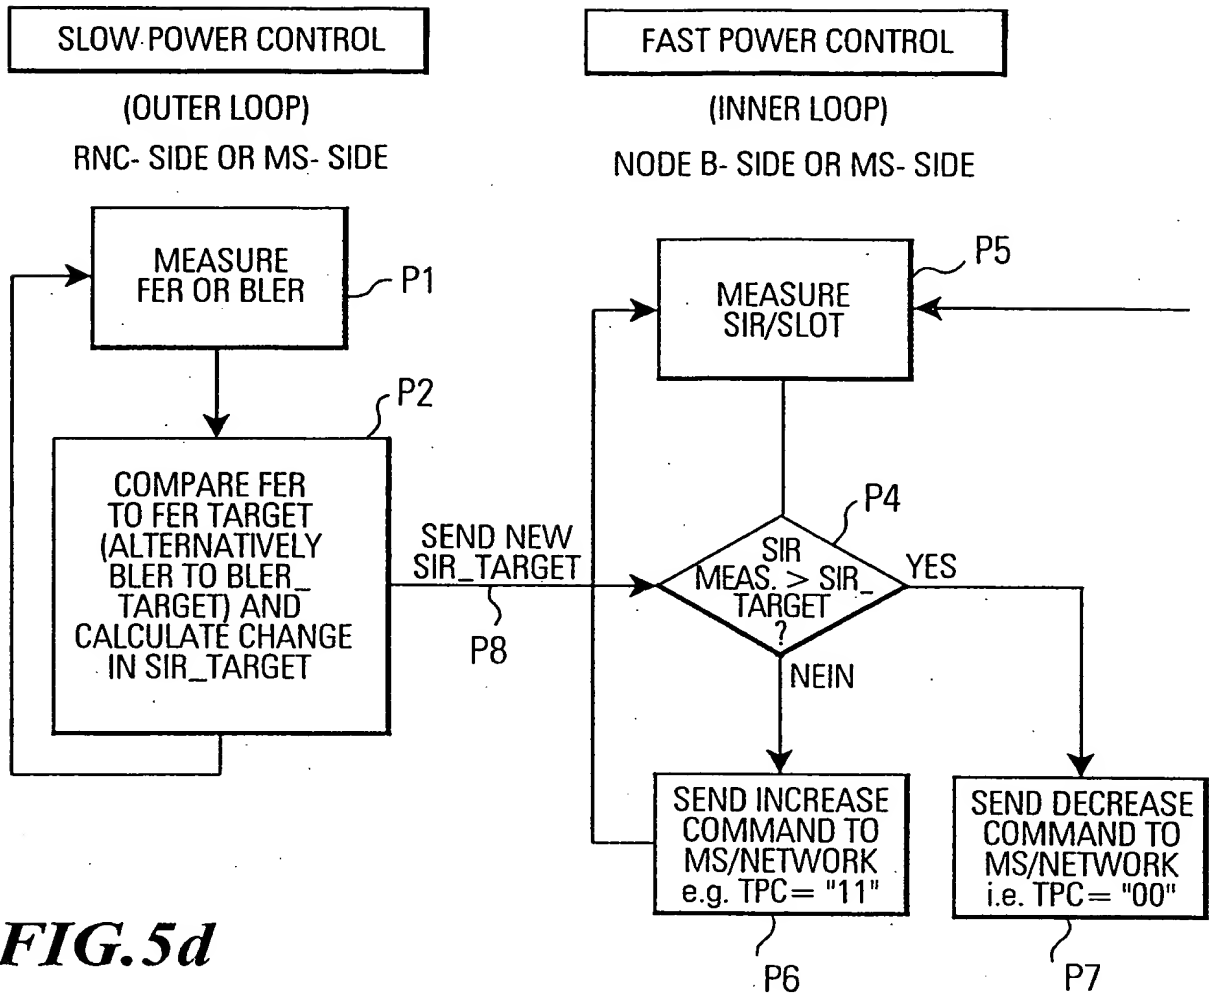 SLOW POWER CONTROL
(OUTER LOOP)
RNC- SIDE OR MS- SIDE
MEASURE
FER OR BLER
P1
P2
COMPARE FER
TO FER TARGET
(ALTERNATIVELY
BLER TO BLER_
TARGET) AND
CALCULATE CHANGE
IN SIR_TARGET
SEND NEW
SIR_TARGET
P8
FAST POWER CONTROL
(INNER LOOP)
NODE B- SIDE OR MS- SIDE
P5
MEASURE
SIR/SLOT
P4
SIR
MEAS. > SIR_
TARGET
?
YES
NEIN
SEND INCREASE
COMMAND TO
MS/NETWORK
e.g. TPC = "11"
P6
SEND DECREASE
COMMAND TO
MS/NETWORK
i.e. TPC = "00"
P7
FIG.5d